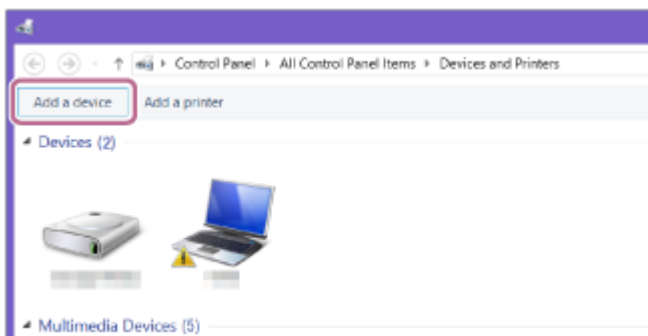 Control Panel All Control Panel Items Devices and Printers
Add a device Add a printer
Devices (2)
Multimedia Devices (5)